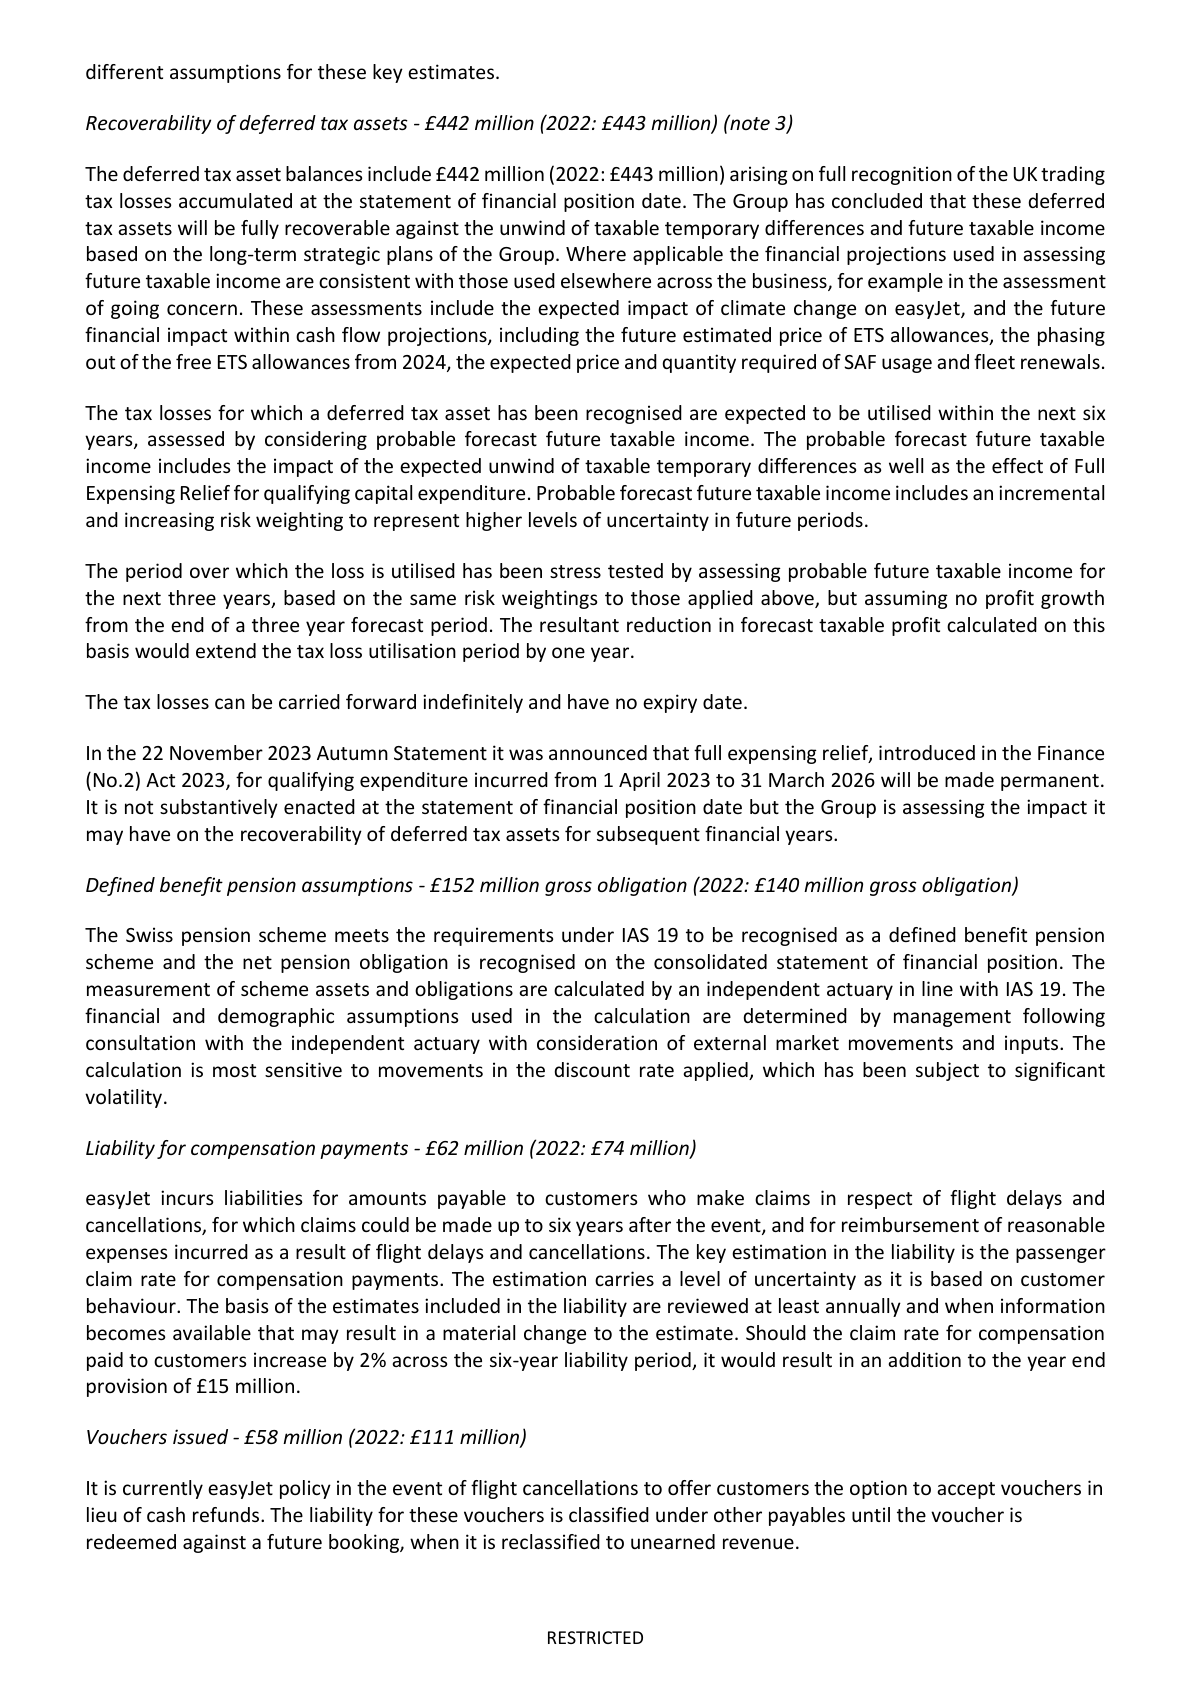 different assumptions for these key estimates.
Recoverability of deferred tax assets - £442 million (2022: £443 million) (note 3)
The deferred tax asset balances include £442 million (2022: £443 million) arising on full recognition of the UK trading
tax losses accumulated at the statement of financial position date. The Group has concluded that these deferred
tax assets will be fully recoverable against the unwind of taxable temporary differences and future taxable income
based on the long-term strategic plans of the Group. Where applicable the financial projections used in assessing
future taxable income are consistent with those used elsewhere across the business, for example in the assessment
of going concern. These assessments include the expected impact of climate change on easyJet, and the future
financial impact within cash flow projections, including the future estimated price of ETS allowances, the phasing
out of the free ETS allowances from 2024, the expected price and quantity required of SAF usage and fleet renewals.
The tax losses for which a deferred tax asset has been recognised are expected to be utilised within the next six
years, assessed by considering probable forecast future taxable income. The probable forecast future taxable
income includes the impact of the expected unwind of taxable temporary differences as well as the effect of Full
Expensing Relief for qualifying capital expenditure. Probable forecast future taxable income includes an incremental
and increasing risk weighting to represent higher levels of uncertainty in future periods.
The period over which the loss is utilised has been stress tested by assessing probable future taxable income for
the next three years, based on the same risk weightings to those applied above, but assuming no profit growth
from the end of a three year forecast period. The resultant reduction in forecast taxable profit calculated on this
basis would extend the tax loss utilisation period by one year.
The tax losses can be carried forward indefinitely and have no expiry date.
In the 22 November 2023 Autumn Statement it was announced that full expensing relief, introduced in the Finance
(No.2) Act 2023, for qualifying expenditure incurred from 1 April 2023 to 31 March 2026 will be made permanent.
It is not substantively enacted at the statement of financial position date but the Group is assessing the impact it
may have on the recoverability of deferred tax assets for subsequent financial years.
Defined benefit pension assumptions - £152 million gross obligation (2022: £140 million gross obligation)
The Swiss pension scheme meets the requirements under IAS 19 to be recognised as a defined benefit pension
scheme and the net pension obligation is recognised on the consolidated statement of financial position. The
measurement of scheme assets and obligations are calculated by an independent actuary in line with IAS 19. The
financial and demographic assumptions used in the calculation are determined by management following
consultation with the independent actuary with consideration of external market movements and inputs. The
calculation is most sensitive to movements in the discount rate applied, which has been subject to significant
volatility.
Liability for compensation payments - £62 million (2022: £74 million)
easyJet incurs liabilities for amounts payable to customers who make claims in respect of flight delays and
cancellations, for which claims could be made up to six years after the event, and for reimbursement of reasonable
expenses incurred as a result of flight delays and cancellations. The key estimation in the liability is the passenger
claim rate for compensation payments. The estimation carries a level of uncertainty as it is based on customer
behaviour. The basis of the estimates included in the liability are reviewed at least annually and when information
becomes available that may result in a material change to the estimate. Should the claim rate for compensation
paid to customers increase by 2% across the six-year liability period, it would result in an addition to the year end
provision of £15 million.
Vouchers issued - £58 million (2022: £111 million)
It is currently easyJet policy in the event of flight cancellations to offer customers the option to accept vouchers in
lieu of cash refunds. The liability for these vouchers is classified under other payables until the voucher is
redeemed against a future booking, when it is reclassified to unearned revenue.
RESTRICTED